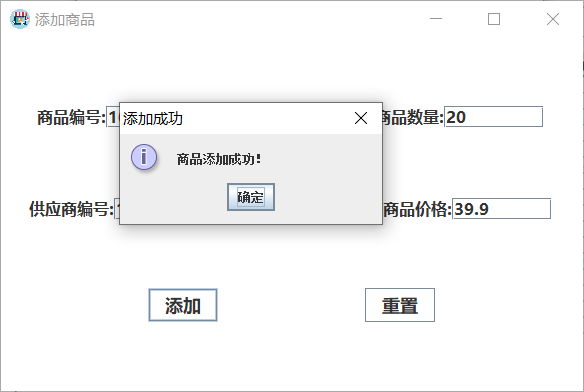 添加商品
商品编号:
商品数量:20
添加成功
商品添加成功!
确定
供应商编号:
商品价格:39.9
添加
重置